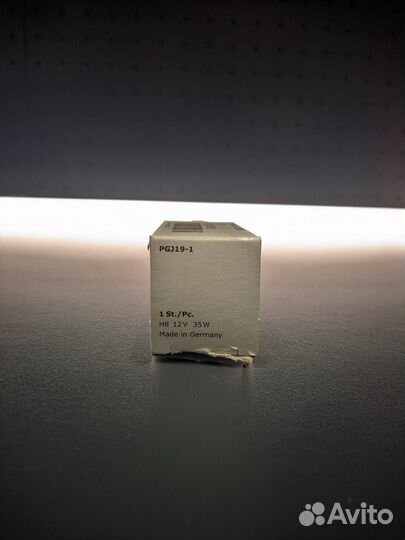 PGJ19-1
1 St./Pc.
H8 12V 35W
Made in Germany
Avito